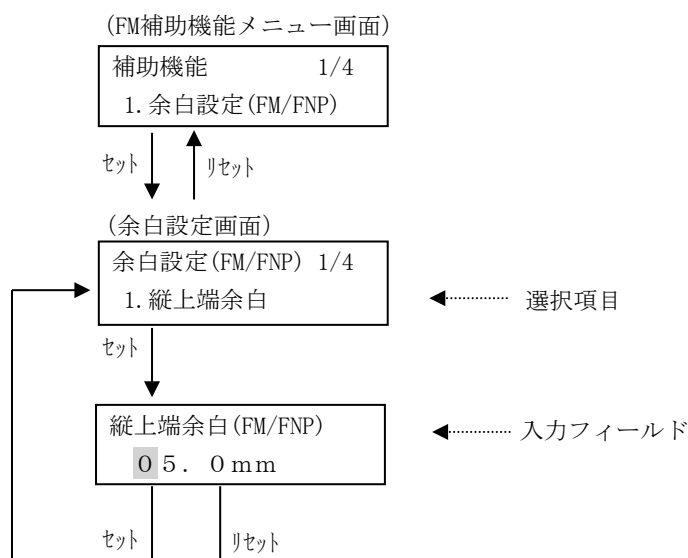 (FM補助機能メニュー画面)
補助機能 1/4
1.余白設定(FM/FNP)
ｾｯﾄ ﾘｾｯﾄ
(余白設定画面)
余白設定(FM/FNP) 1/4
1.縦上端余白 選択項目
ｾｯﾄ
縦上端余白(FM/FNP) 入力フィールド
０５．０ｍｍ
ｾｯﾄ ﾘｾｯﾄ